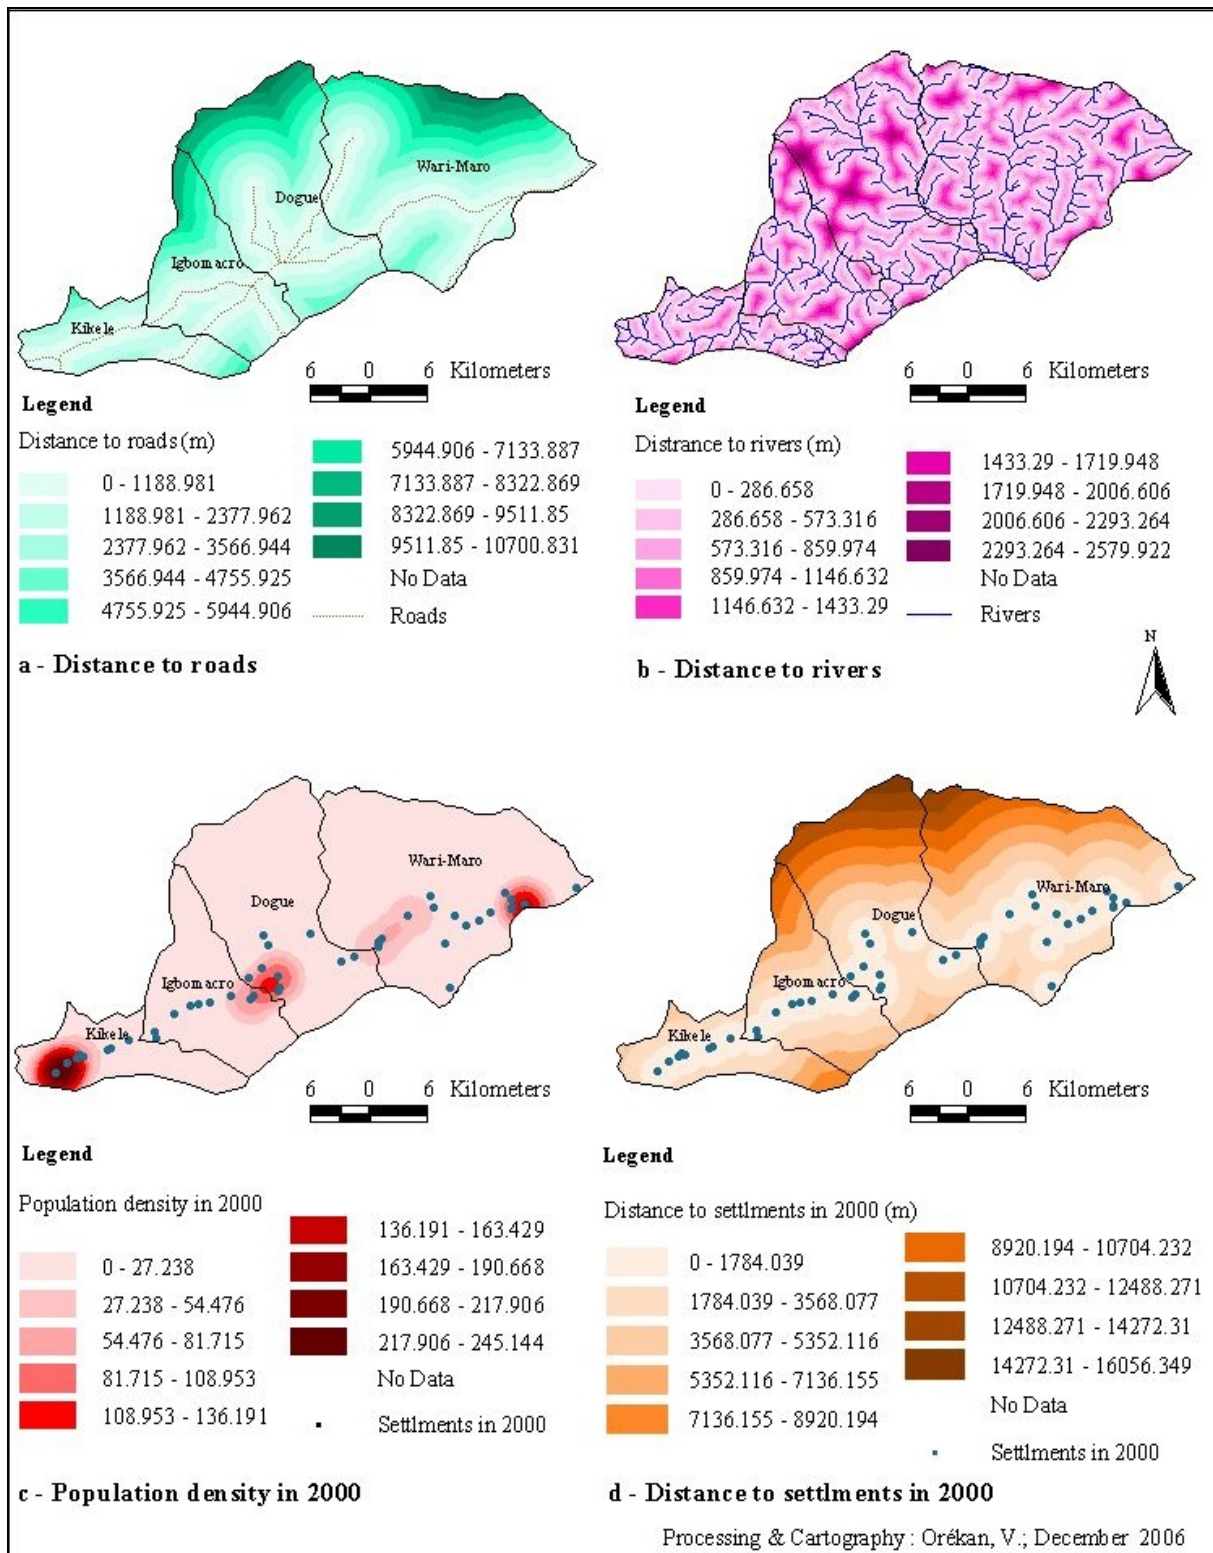 Wari-Maro
Dogue
Igbomacro
Kikele
6 0 6 Kilometers
Legend
Distance to roads (m)
0 - 1188.981
1188.981 - 2377.962
2377.962 - 3566.944
3566.944 - 4755.925
4755.925 - 5944.906
5944.906 - 7133.887
7133.887 - 8322.869
8322.869 - 9511.85
9511.85 - 10700.831
No Data
Roads
a - Distance to roads
6 0 6 Kilometers
Legend
Distrance to rivers (m)
0 - 286.658
286.658 - 573.316
573.316 - 859.974
859.974 - 1146.632
1146.632 - 1433.29
1433.29 - 1719.948
1719.948 - 2006.606
2006.606 - 2293.264
2293.264 - 2579.922
No Data
Rivers
b - Distance to rivers
N
Wari-Maro
Dogue
Igbomacro
Kikele
6 0 6 Kilometers
Legend
Population density in 2000
0 - 27.238
27.238 - 54.476
54.476 - 81.715
81.715 - 108.953
108.953 - 136.191
136.191 - 163.429
163.429 - 190.668
190.668 - 217.906
217.906 - 245.144
No Data
Settlments in 2000
c - Population density in 2000
Wari-Maro
Dogue
Igbomacro
Kikele
6 0 6 Kilometers
Legend
Distance to settlments in 2000 (m)
0 - 1784.039
1784.039 - 3568.077
3568.077 - 5352.116
5352.116 - 7136.155
7136.155 - 8920.194
8920.194 - 10704.232
10704.232 - 12488.271
12488.271 - 14272.31
14272.31 - 16056.349
No Data
Settlments in 2000
d - Distance to settlments in 2000
Processing & Cartography : Orékan, V.; December 2006